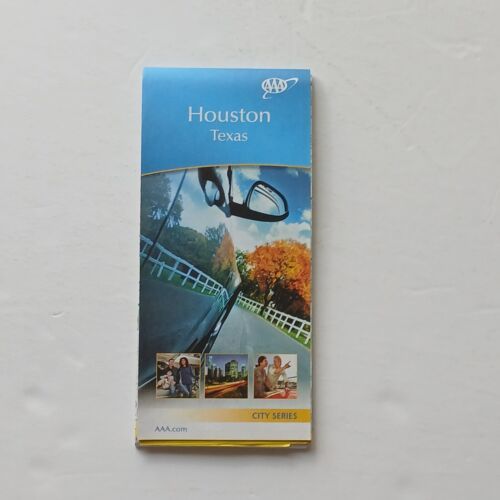 AAA
Houston
Texas
CITY SERIES
AAA.com